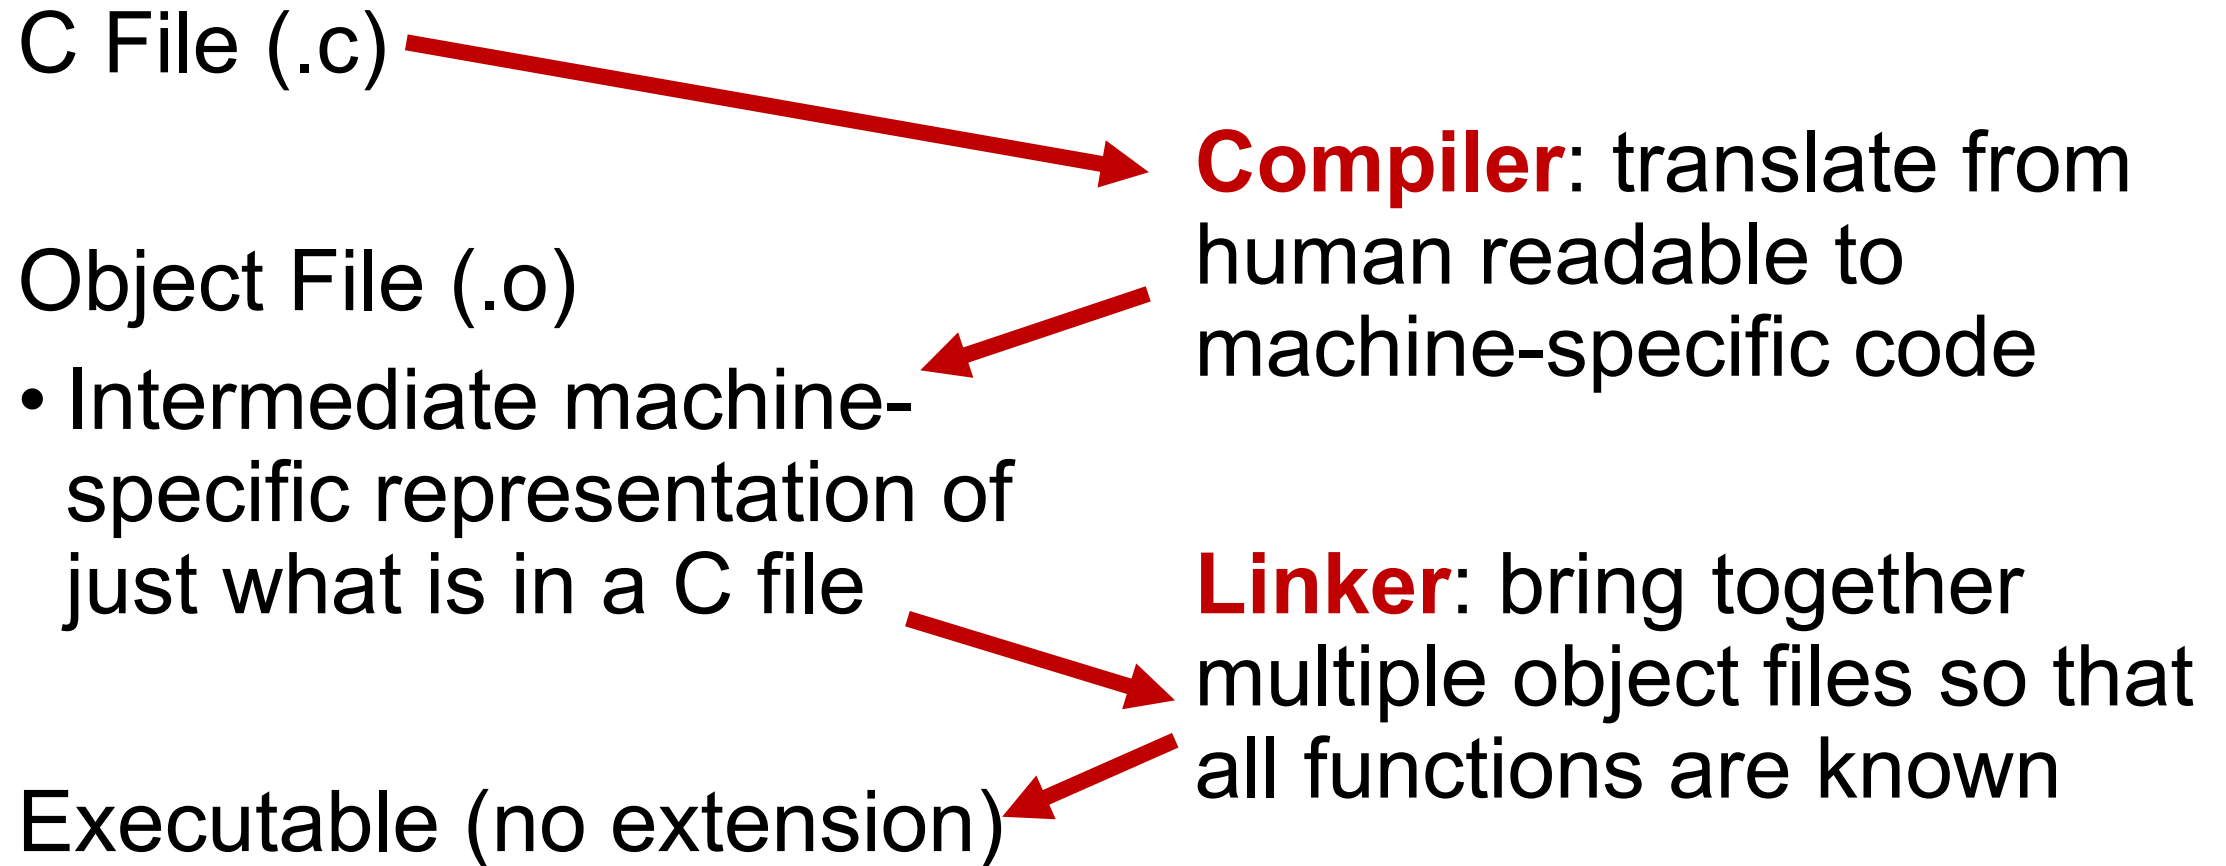 C File (.c)
Compiler: translate from
human readable to
machine-specific code
Object File (.o)
• Intermediate machine-
specific representation of
just what is in a C file
Linker: bring together
multiple object files so that
all functions are known
Executable (no extension)